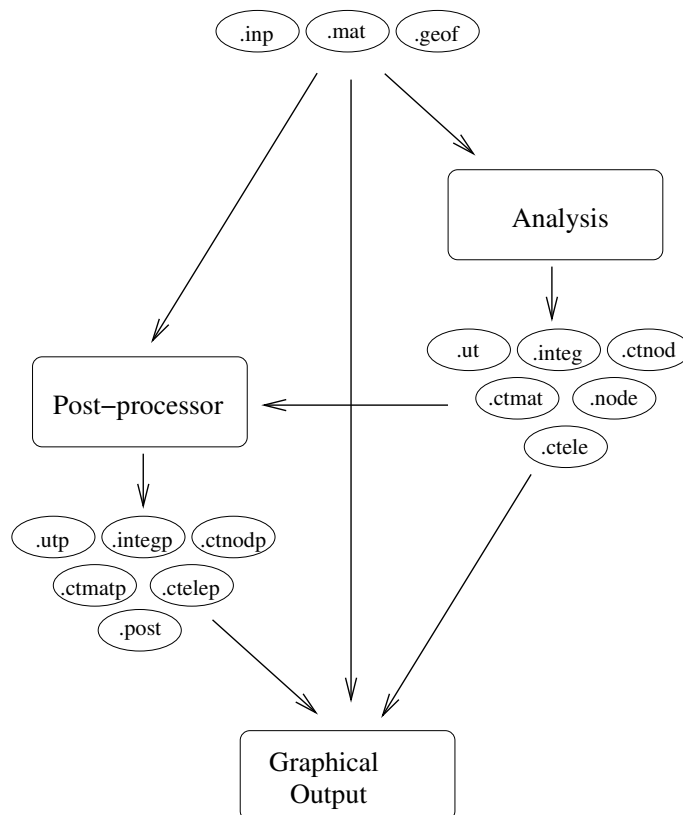 .inp .mat .geof
Analysis
.ut .integ .ctnod
.ctmat .node
.ctele
Post−processor
.utp .integp .ctnodp
.ctmatp .ctelep
.post
Graphical
Output